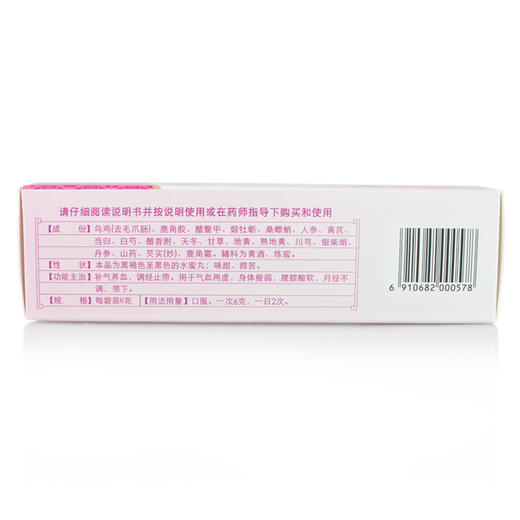 请仔细阅读说明书并按说明使用或在药师指导下购买和使用
【成　份】乌鸡(去毛爪肠)、鹿角胶、醋鳖甲、煅牡蛎、桑螵蛸、人参、黄芪、
当归、白芍、醋香附、天冬、甘草、地黄、熟地黄、川芎、银柴胡、
丹参、山药、芡实(炒)、鹿角霜。辅料为黄酒、炼蜜。
【性　状】本品为黑褐色至黑色的水蜜丸；味甜、微苦。
【功能主治】补气养血，调经止带。用于气血两虚，身体瘦弱，腰膝酸软，月经不
调，带下。
【规　格】每袋装6克【用法用量】口服。一次6克，一日2次。
6 910682 000578